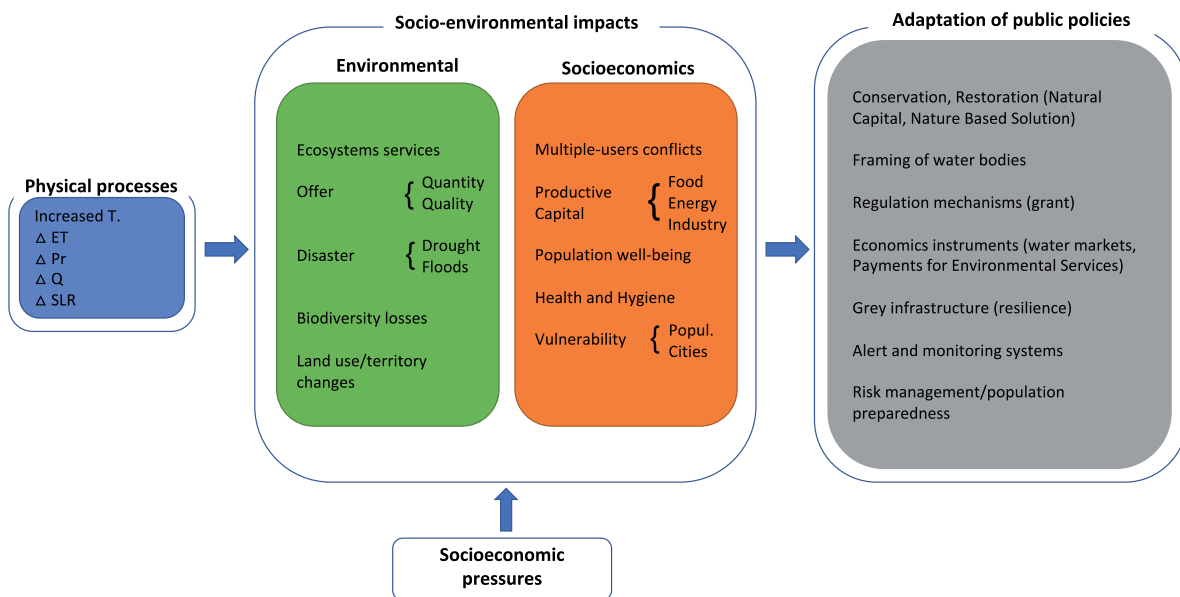 Physical processes
Increased T.
△ ET
△ Pr
△ Q
△ SLR
Socio-environmental impacts
Environmental
Ecosystems services
Offer { Quantity
Quality
Disaster { Drought
Floods
Biodiversity losses
Land use/territory
changes
Socioeconomics
Multiple-users conflicts
Productive { Food
Capital Energy
Industry
Population well-being
Health and Hygiene
Vulnerability { Popul.
Cities
Socioeconomic
pressures
Adaptation of public policies
Conservation, Restoration (Natural
Capital, Nature Based Solution)
Framing of water bodies
Regulation mechanisms (grant)
Economics instruments (water markets,
Payments for Environmental Services)
Grey infrastructure (resilience)
Alert and monitoring systems
Risk management/population
preparedness